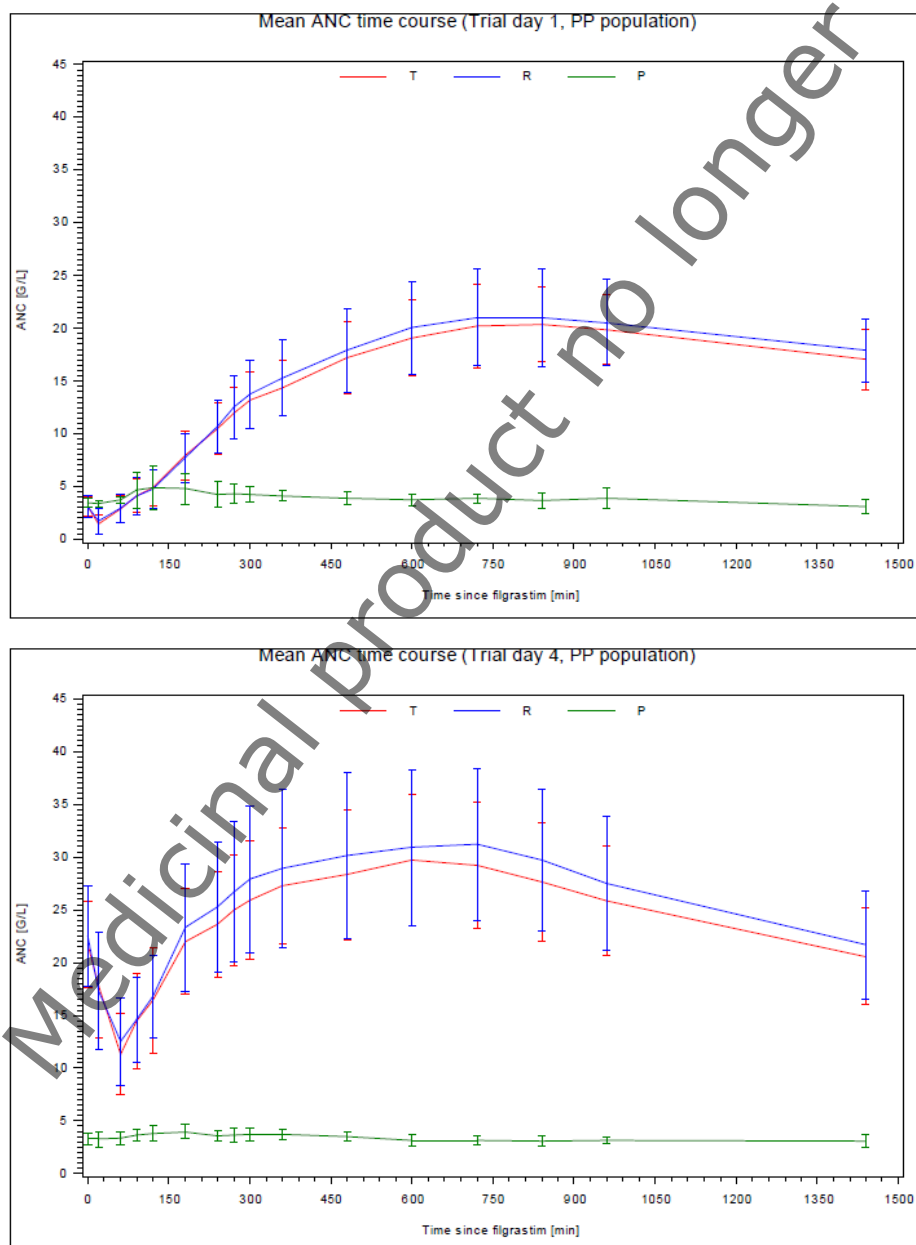 Mean ANC time course (Trial day 1, PP population)
T R P
45
40
35
30
25
20
15
10
5
0
ANC [G/L]
0 150 300 450 600 750 900 1050 1200 1350 1500
Time since filgrastim [min]
Mean ANC time course (Trial day 4, PP population)
T R P
45
40
35
30
25
20
15
10
5
0
ANC [G/L]
0 150 300 450 600 750 900 1050 1200 1350 1500
Time since filgrastim [min]
Medicinal product no longer